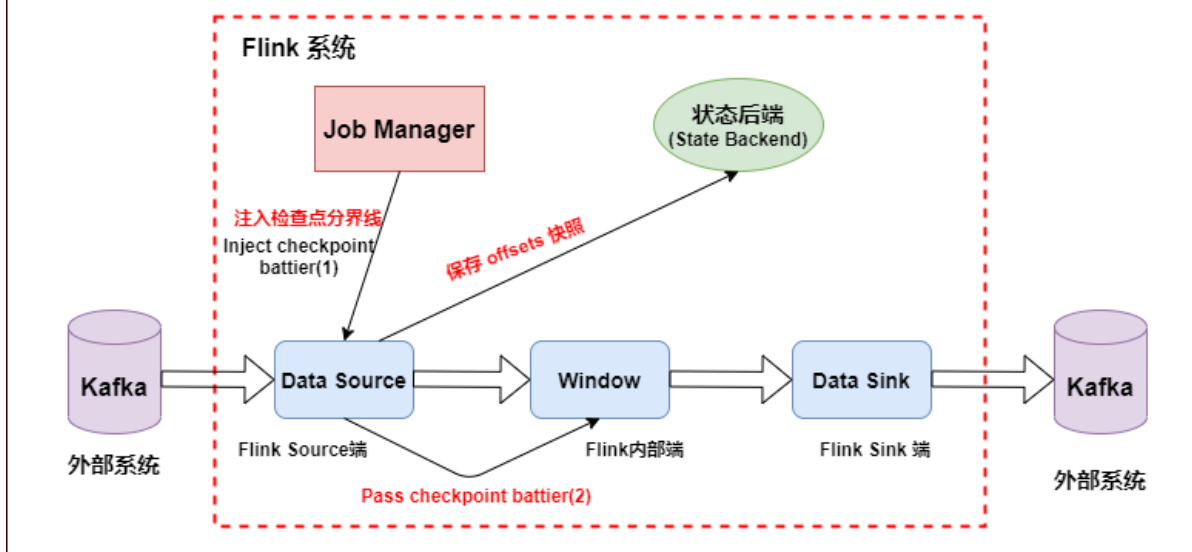 Flink 系统
Job Manager
状态后端
(State Backend)
注入检查点分界线
Inject checkpoint
battier(1)
保存 offsets 快照
Kafka
Data Source
Window
Data Sink
Kafka
外部系统
Flink Source端
Flink内部端
Flink Sink 端
外部系统
Pass checkpoint battier(2)